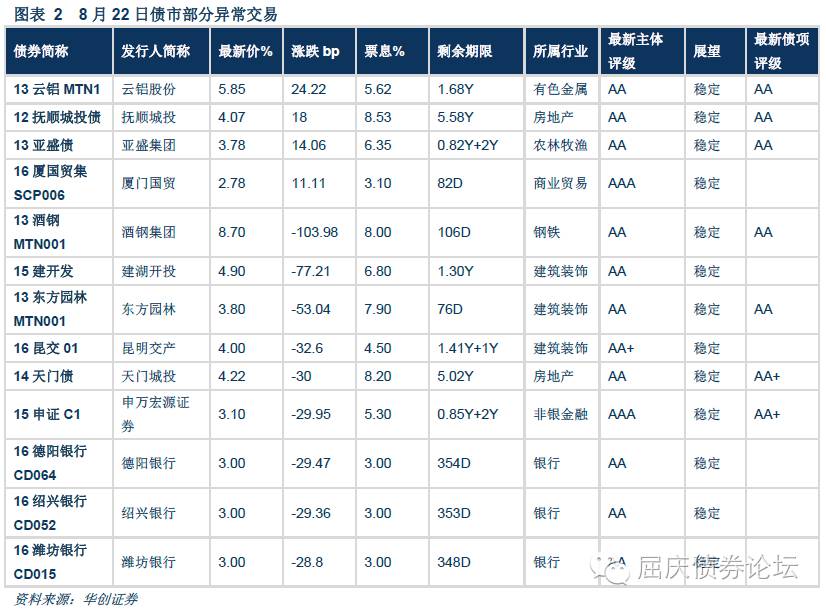 图表 2 8 月 22 日债市部分异常交易
债券简称 发行人简称 最新价% 涨跌 bp 票息% 剩余期限 所属行业 最新主体评级 展望 最新债项评级
13 云铝 MTN1 云铝股份 5.85 24.22 5.62 1.68Y 有色金属 AA 稳定 AA
12 抚顺城投债 抚顺城投 4.07 18 8.53 5.58Y 房地产 AA 稳定 AA
13 亚盛债 亚盛集团 3.78 14.06 6.35 0.82Y+2Y 农林牧渔 AA 稳定 AA
16 厦国贸集 SCP006 厦门国贸 2.78 11.11 3.10 82D 商业贸易 AAA 稳定
13 酒钢 MTN001 酒钢集团 8.70 -103.98 8.00 106D 钢铁 AA 稳定 AA
15 建开发 建湖开投 4.90 -77.21 6.80 1.30Y 建筑装饰 AA 稳定
13 东方园林 MTN001 东方园林 3.80 -53.04 7.90 76D 建筑装饰 AA 稳定 AA
16 昆交 01 昆明交产 4.00 -32.6 4.50 1.41Y+1Y 建筑装饰 AA+ 稳定
14 天门债 天门城投 4.22 -30 8.20 5.02Y 房地产 AA 稳定 AA+
15 申证 C1 申万宏源证券 3.10 -29.95 5.30 0.85Y+2Y 非银金融 AAA 稳定 AA+
16 德阳银行 CD064 德阳银行 3.00 -29.47 3.00 354D 银行 AA 稳定
16 绍兴银行 CD052 绍兴银行 3.00 -29.36 3.00 353D 银行 AA 稳定
16 潍坊银行 CD015 潍坊银行 3.00 -28.8 3.00 348D 银行 AA 稳定
屈庆债券论坛
资料来源：华创证券